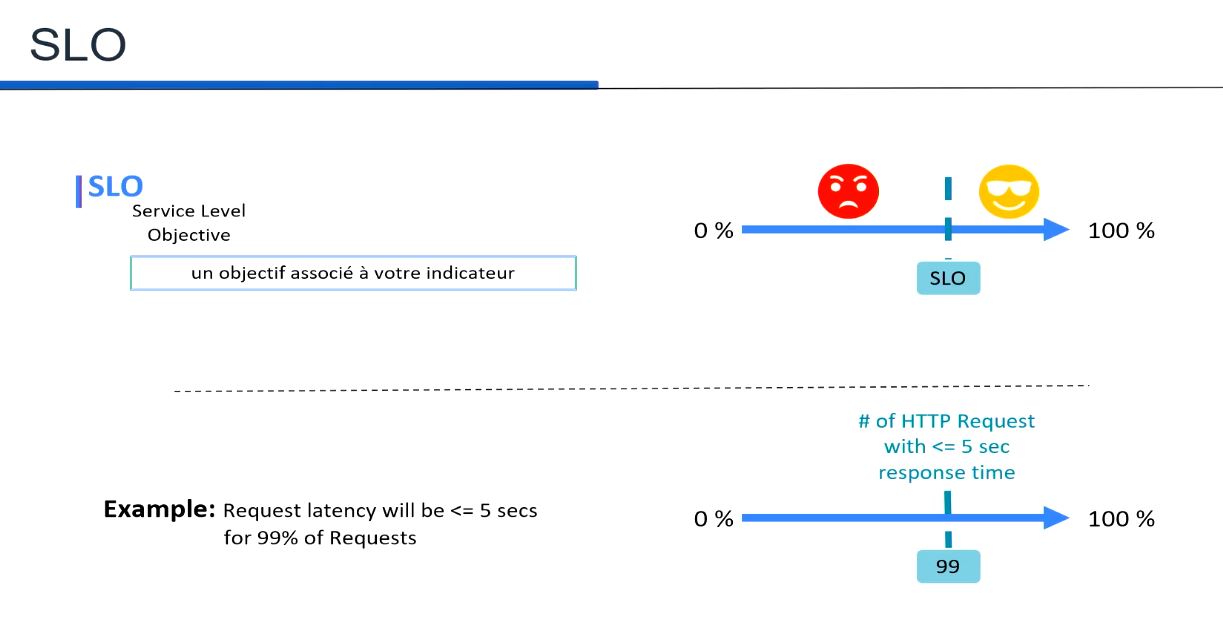 SLO
SLO
Service Level
Objective
un objectif associé à votre indicateur
0 %
100 %
SLO
# of HTTP Request
with <= 5 sec
response time
Example: Request latency will be <= 5 secs
for 99% of Requests
0 %
100 %
99